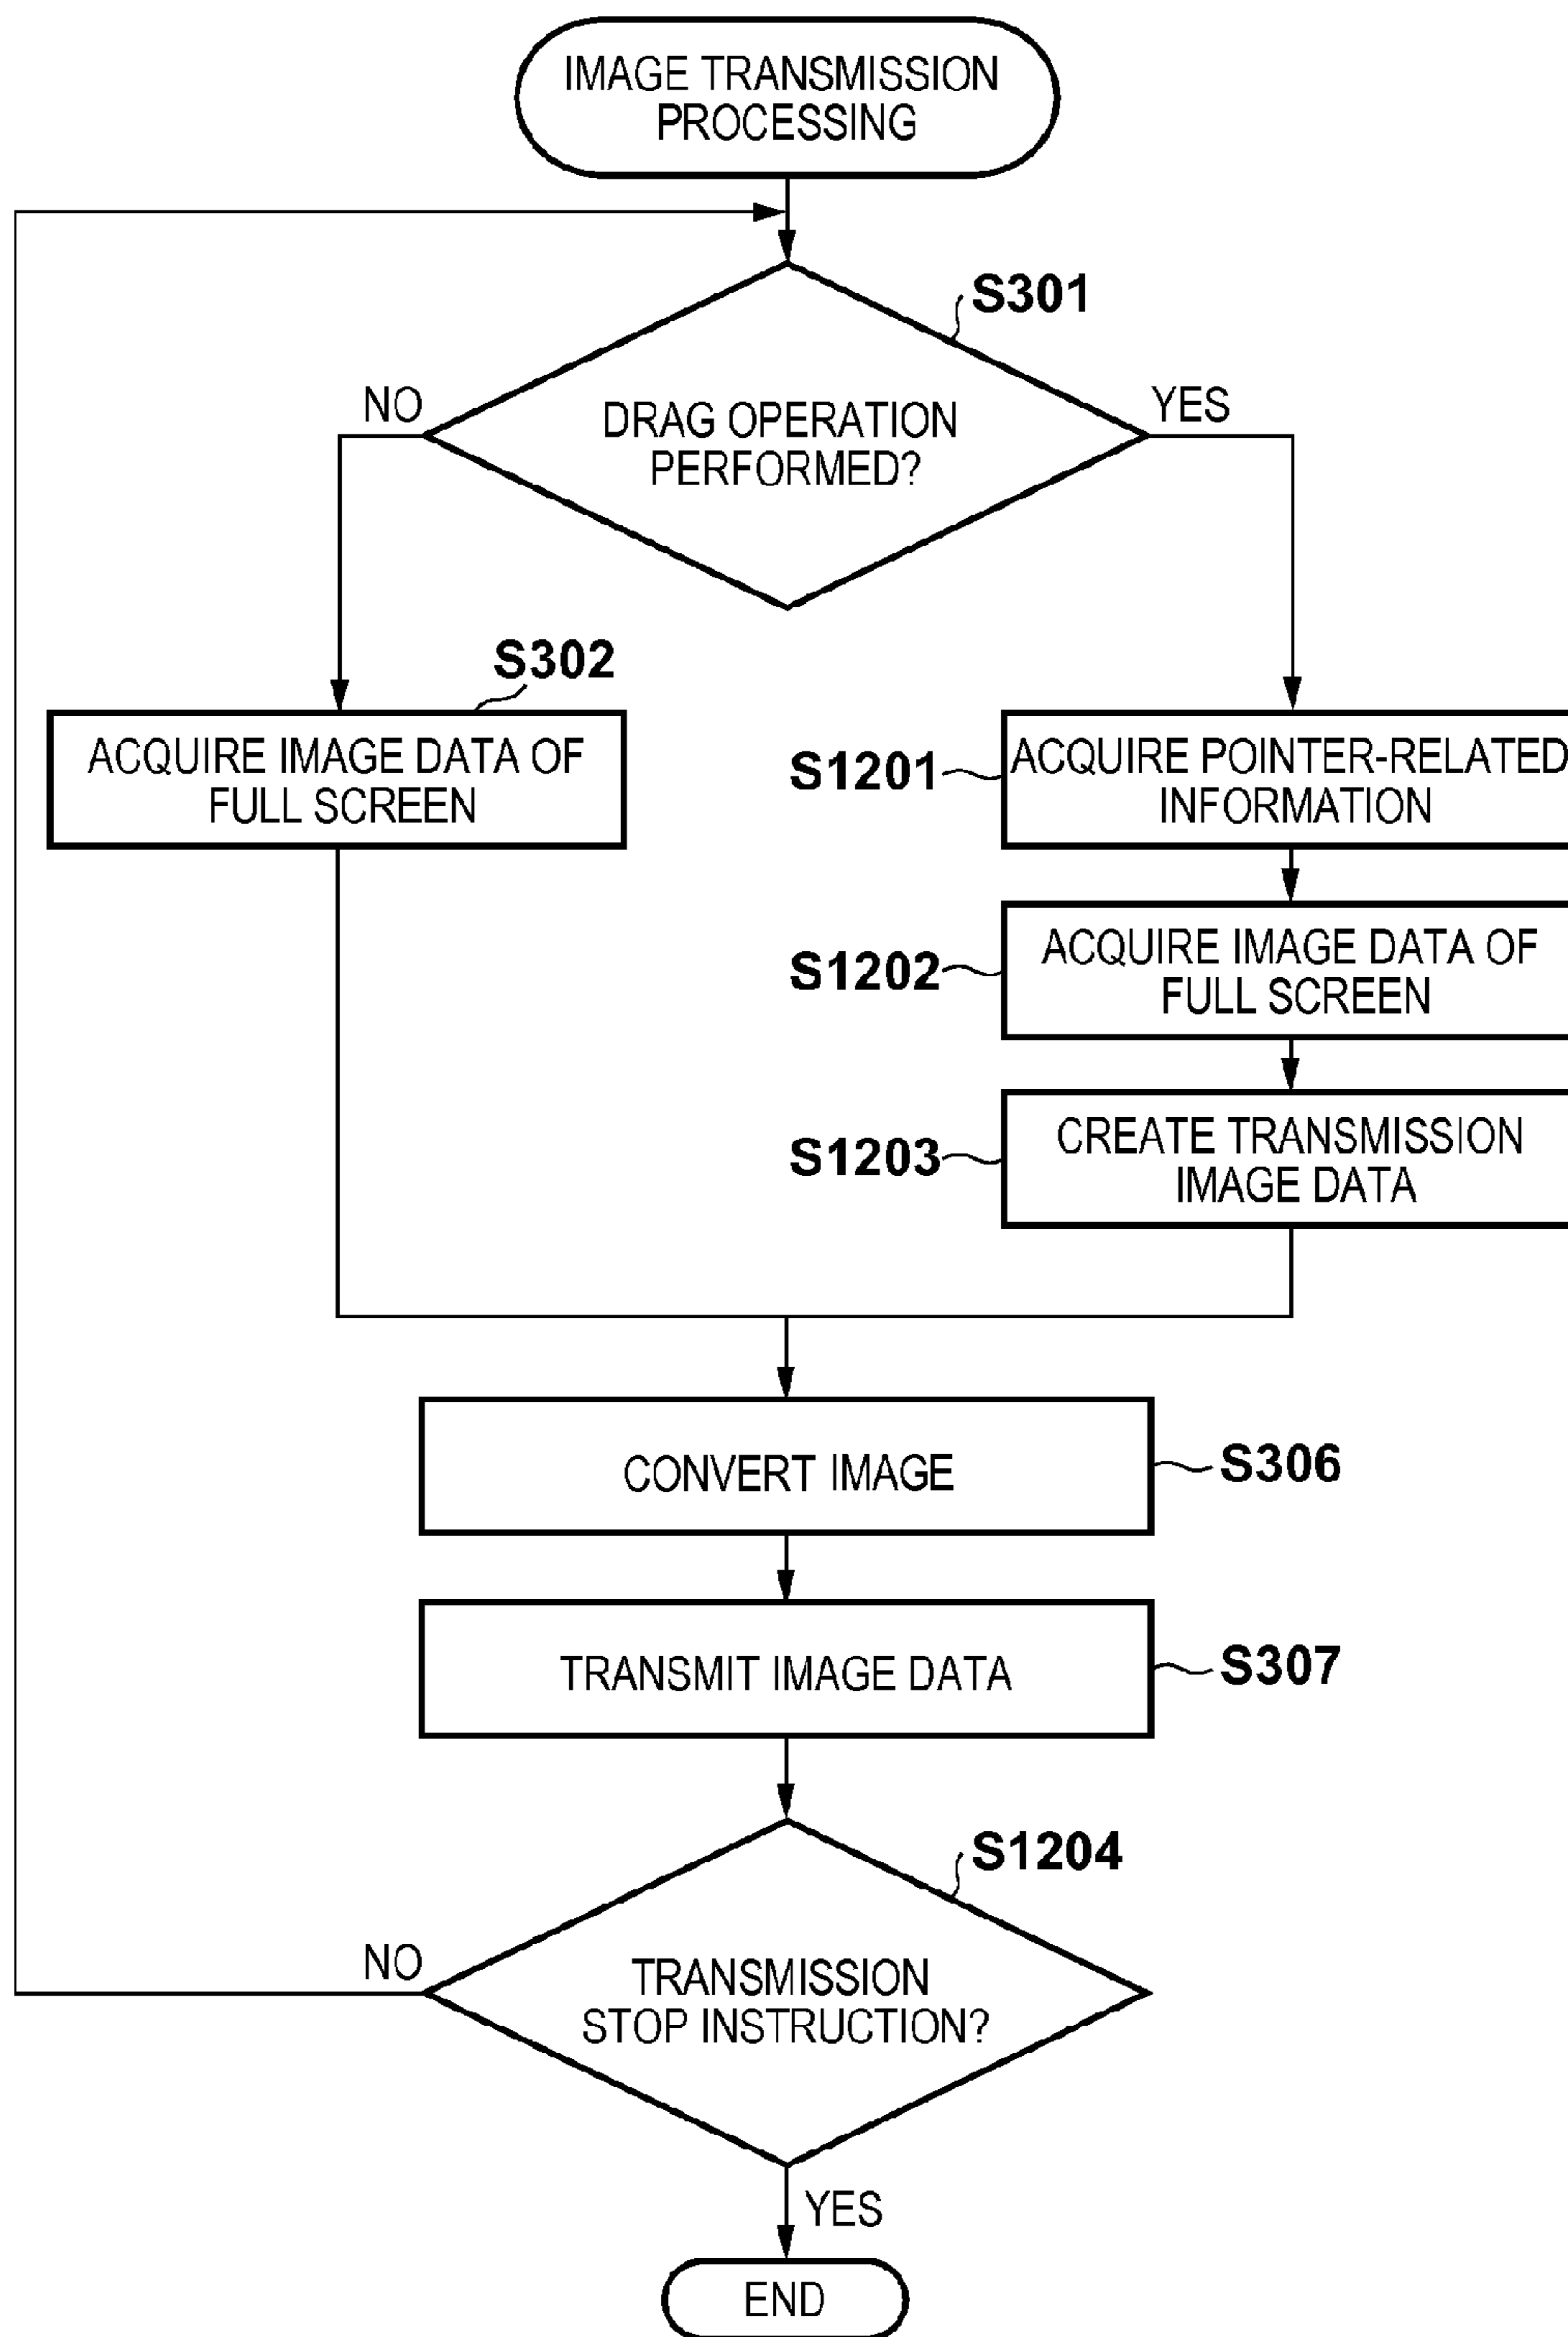 IMAGE TRANSMISSION
PROCESSING
S301
NO
YES
DRAG OPERATION
PERFORMED?
S302
ACQUIRE IMAGE DATA OF
FULL SCREEN
S1201
ACQUIRE POINTER-RELATED
INFORMATION
S1202
ACQUIRE IMAGE DATA OF
FULL SCREEN
S1203
CREATE TRANSMISSION
IMAGE DATA
CONVERT IMAGE
S306
TRANSMIT IMAGE DATA
S307
S1204
NO
TRANSMISSION
STOP INSTRUCTION?
YES
END